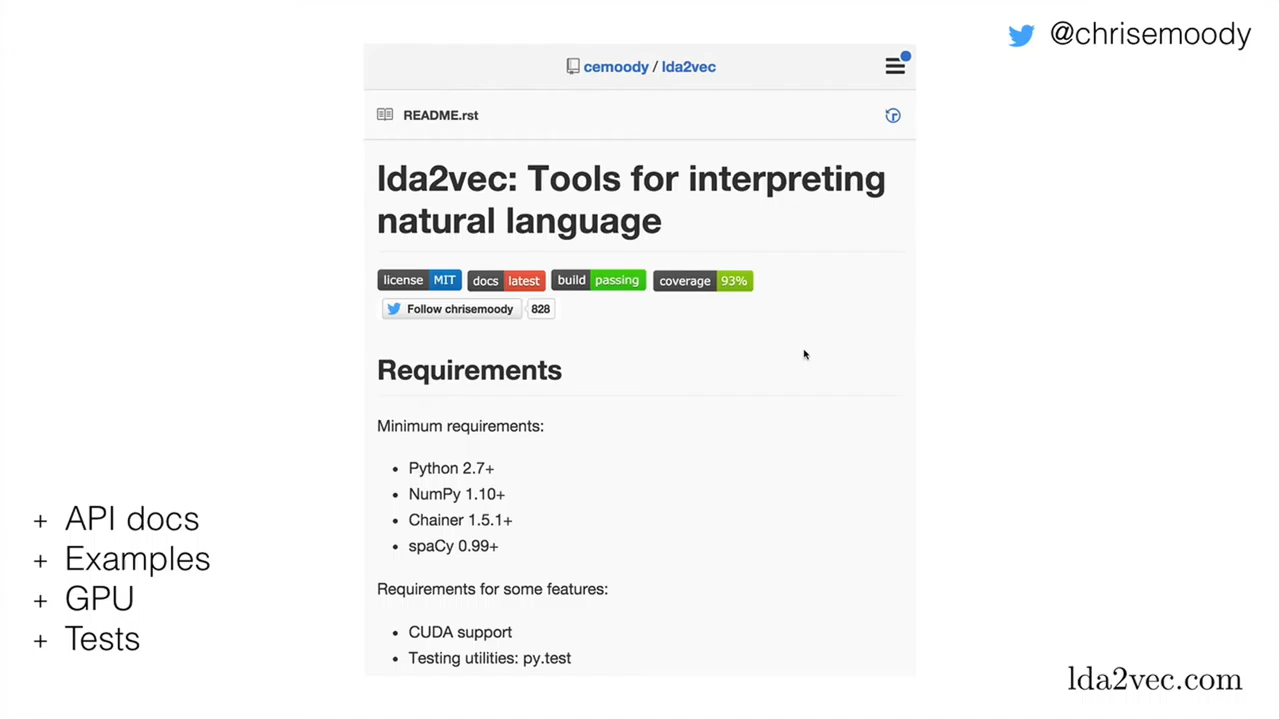 @chrisemoody
cemoody / lda2vec
README.rst
lda2vec: Tools for interpreting
natural language
license MIT docs latest build passing coverage 93%
Follow chrisemoody 828
Requirements
Minimum requirements:
• Python 2.7+
• NumPy 1.10+
• Chainer 1.5.1+
• spaCy 0.99+
Requirements for some features:
• CUDA support
• Testing utilities: py.test
+ API docs
+ Examples
+ GPU
+ Tests
lda2vec.com